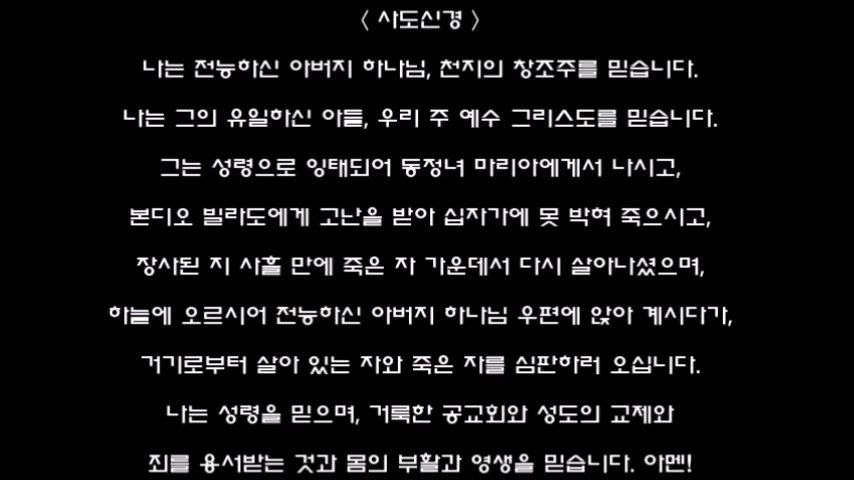 〈 사도신경 〉
나는 전능하신 아버지 하나님, 천지의 창조주를 믿습니다.
나는 그의 유일하신 아들, 우리 주 예수 그리스도를 믿습니다.
그는 성령으로 잉태되어 동정녀 마리아에게서 나시고,
본디오 빌라도에게 고난을 받아 십자가에 못 박혀 죽으시고,
장사된 지 사흘 만에 죽은 자 가운데서 다시 살아나셨으며,
하늘에 오르시어 전능하신 아버지 하나님 우편에 앉아 계시다가,
거기로부터 살아 있는 자와 죽은 자를 심판하러 오십니다.
나는 성령을 믿으며, 거룩한 공교회와 성도의 교제와
죄를 용서받는 것과 몸의 부활과 영생을 믿습니다. 아멘!